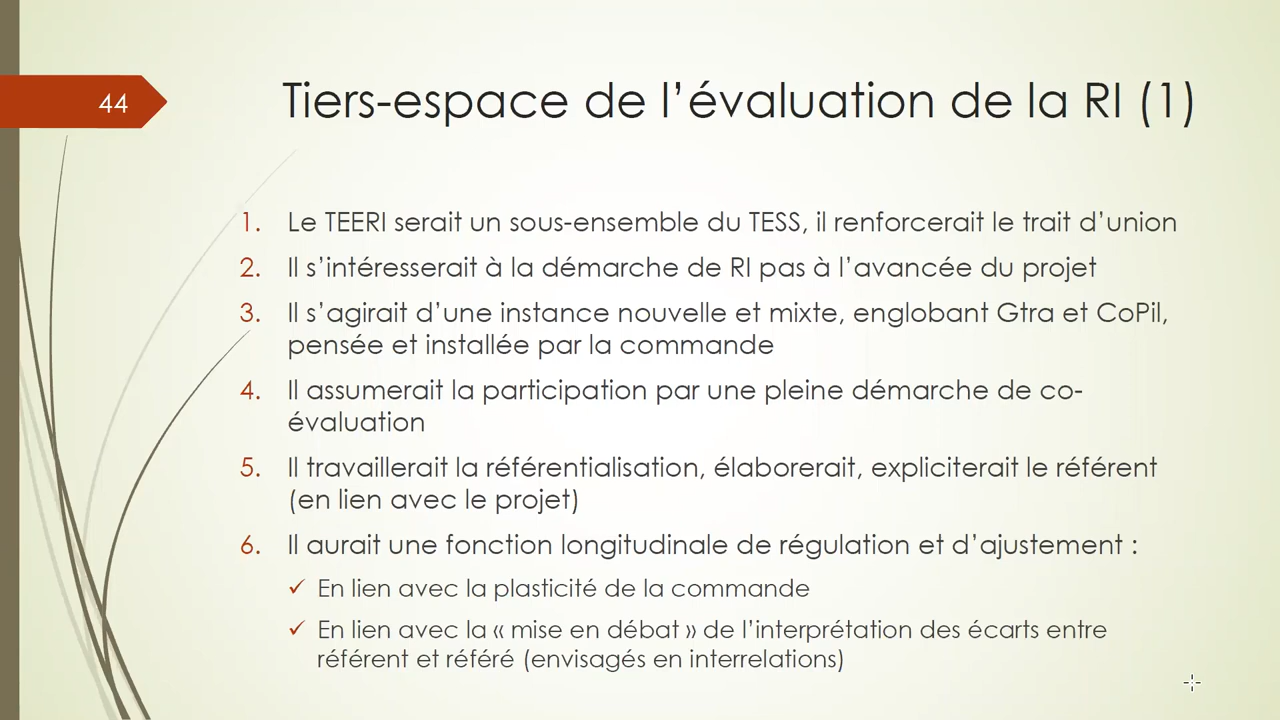 44
Tiers-espace de l’évaluation de la RI (1)
1. Le TEERI serait un sous-ensemble du TESS, il renforcerait le trait d’union
2. Il s’intéresserait à la démarche de RI pas à l’avancée du projet
3. Il s’agirait d’une instance nouvelle et mixte, englobant Gtra et CoPil,
pensée et installée par la commande
4. Il assumerait la participation par une pleine démarche de co-
évaluation
5. Il travaillerait la référentialisation, élaborerait, expliciterait le référent
(en lien avec le projet)
6. Il aurait une fonction longitudinale de régulation et d’ajustement :
✓ En lien avec la plasticité de la commande
✓ En lien avec la « mise en débat » de l’interprétation des écarts entre
référent et référé (envisagés en interrelations)